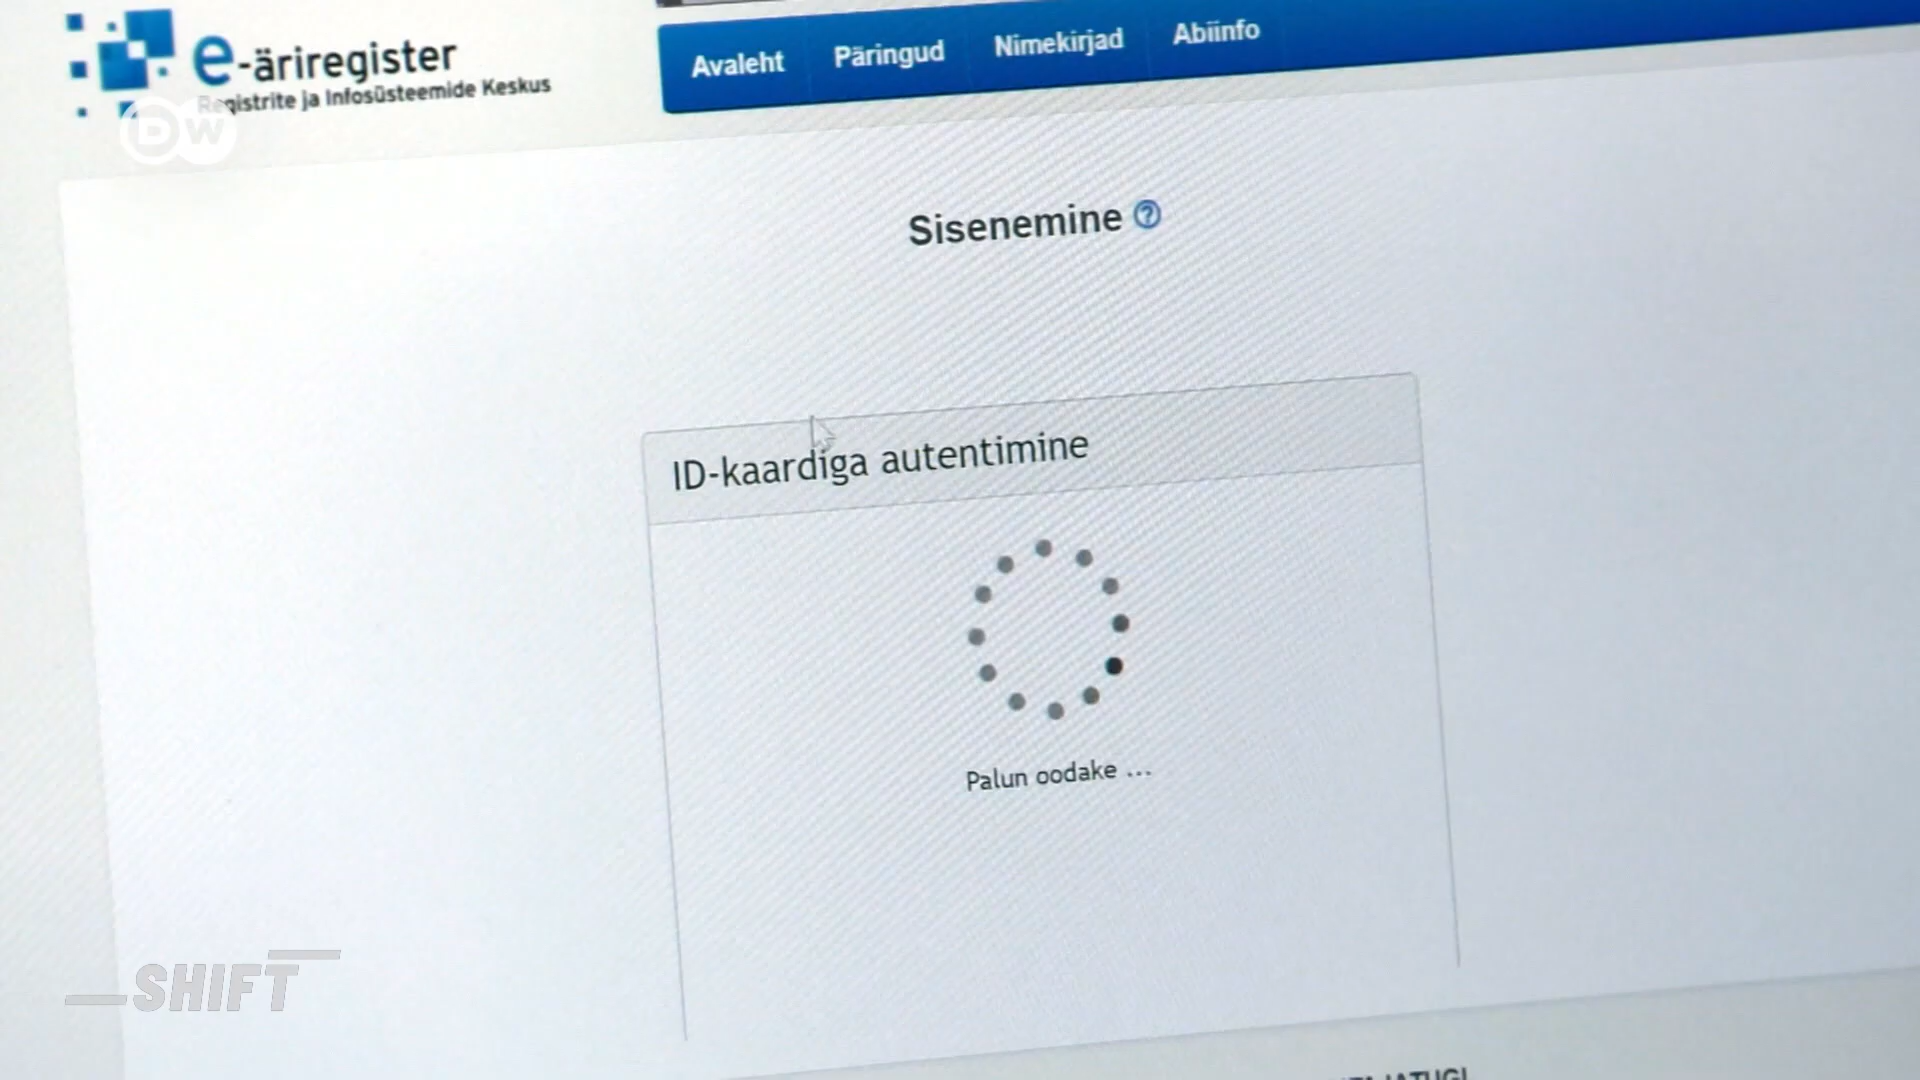 e-äriregister
Registrite ja Infosüsteemide Keskus
Avaleht Päringud Nimekirjad Abiinfo
DW
Sisenemine ?
ID-kaardiga autentimine
Palun oodake ...
SHIFT